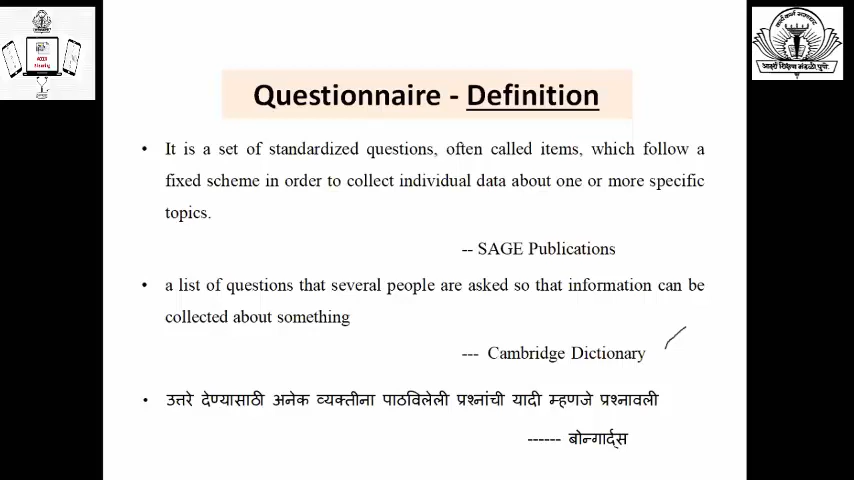 Questionnaire - Definition
• It is a set of standardized questions, often called items, which follow a
fixed scheme in order to collect individual data about one or more specific
topics.
-- SAGE Publications
• a list of questions that several people are asked so that information can be
collected about something
--- Cambridge Dictionary
• उत्तरे देण्यासाठी अनेक व्यक्तीना पाठविलेली प्रश्नांची यादी म्हणजे प्रश्नावली
------ बोन्गार्द्स